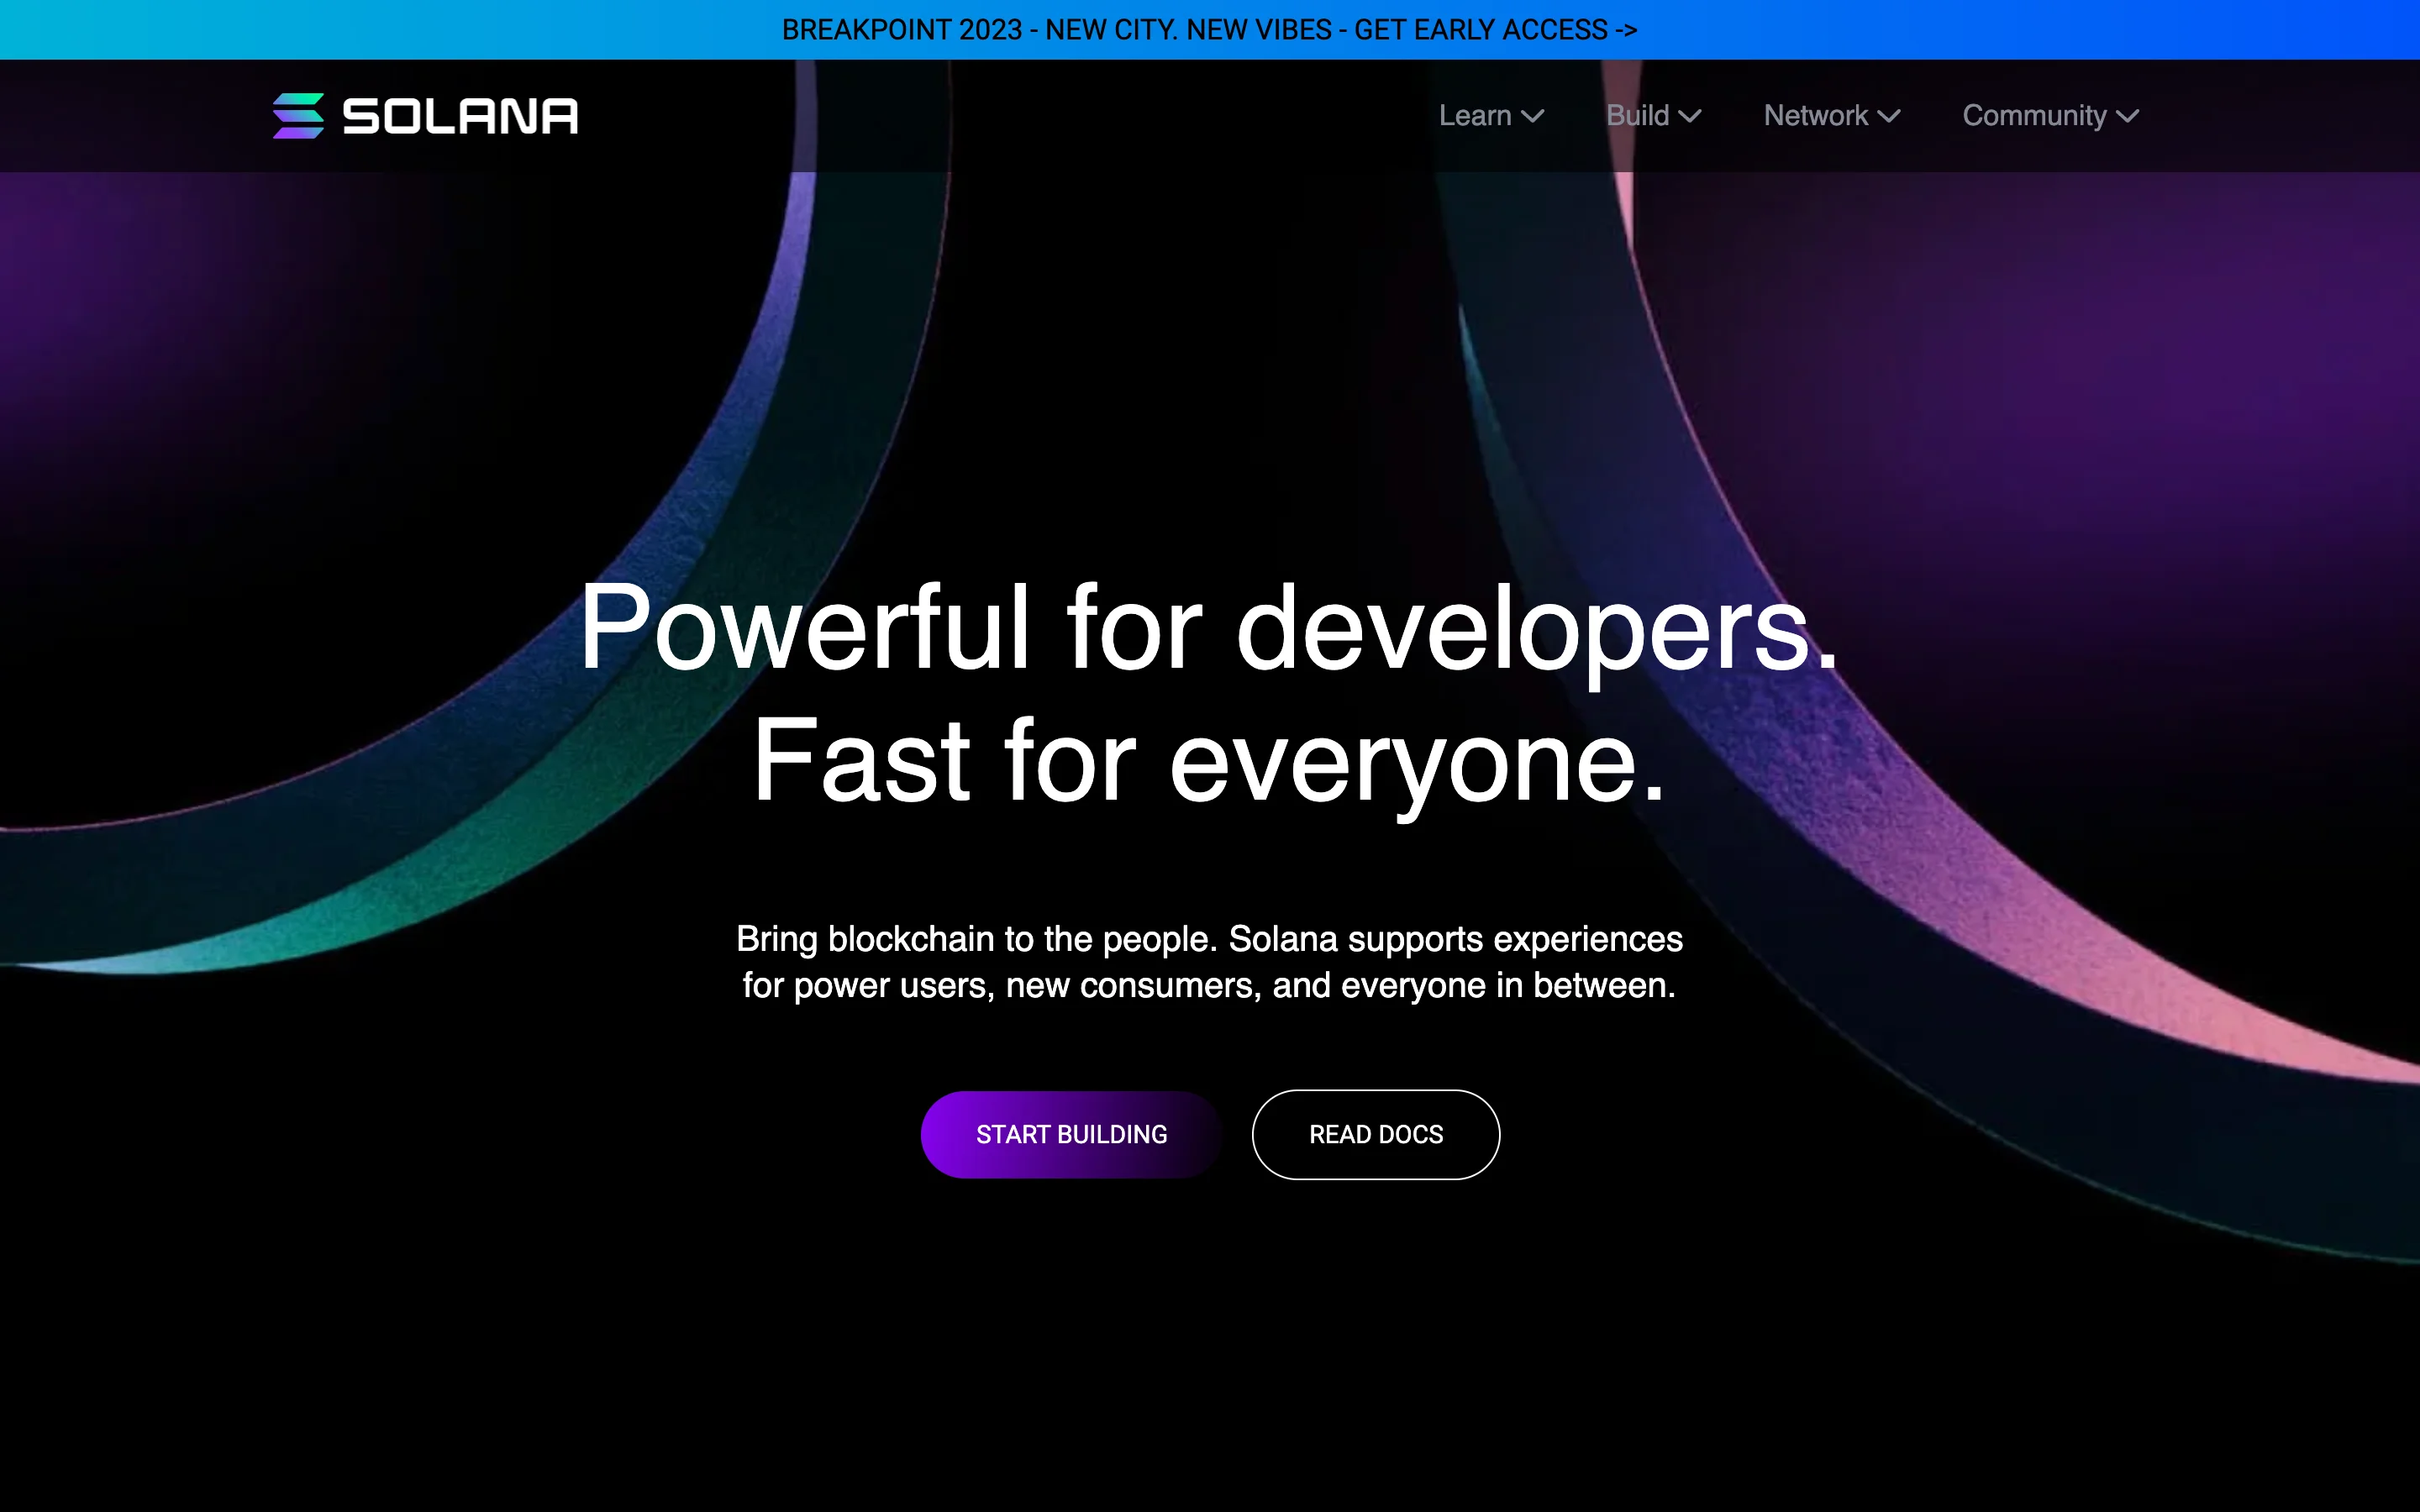 BREAKPOINT 2023 - NEW CITY. NEW VIBES - GET EARLY ACCESS ->
SOLANA
Learn
Build
Network
Community
Powerful for developers.
Fast for everyone.
Bring blockchain to the people. Solana supports experiences
for power users, new consumers, and everyone in between.
START BUILDING
READ DOCS